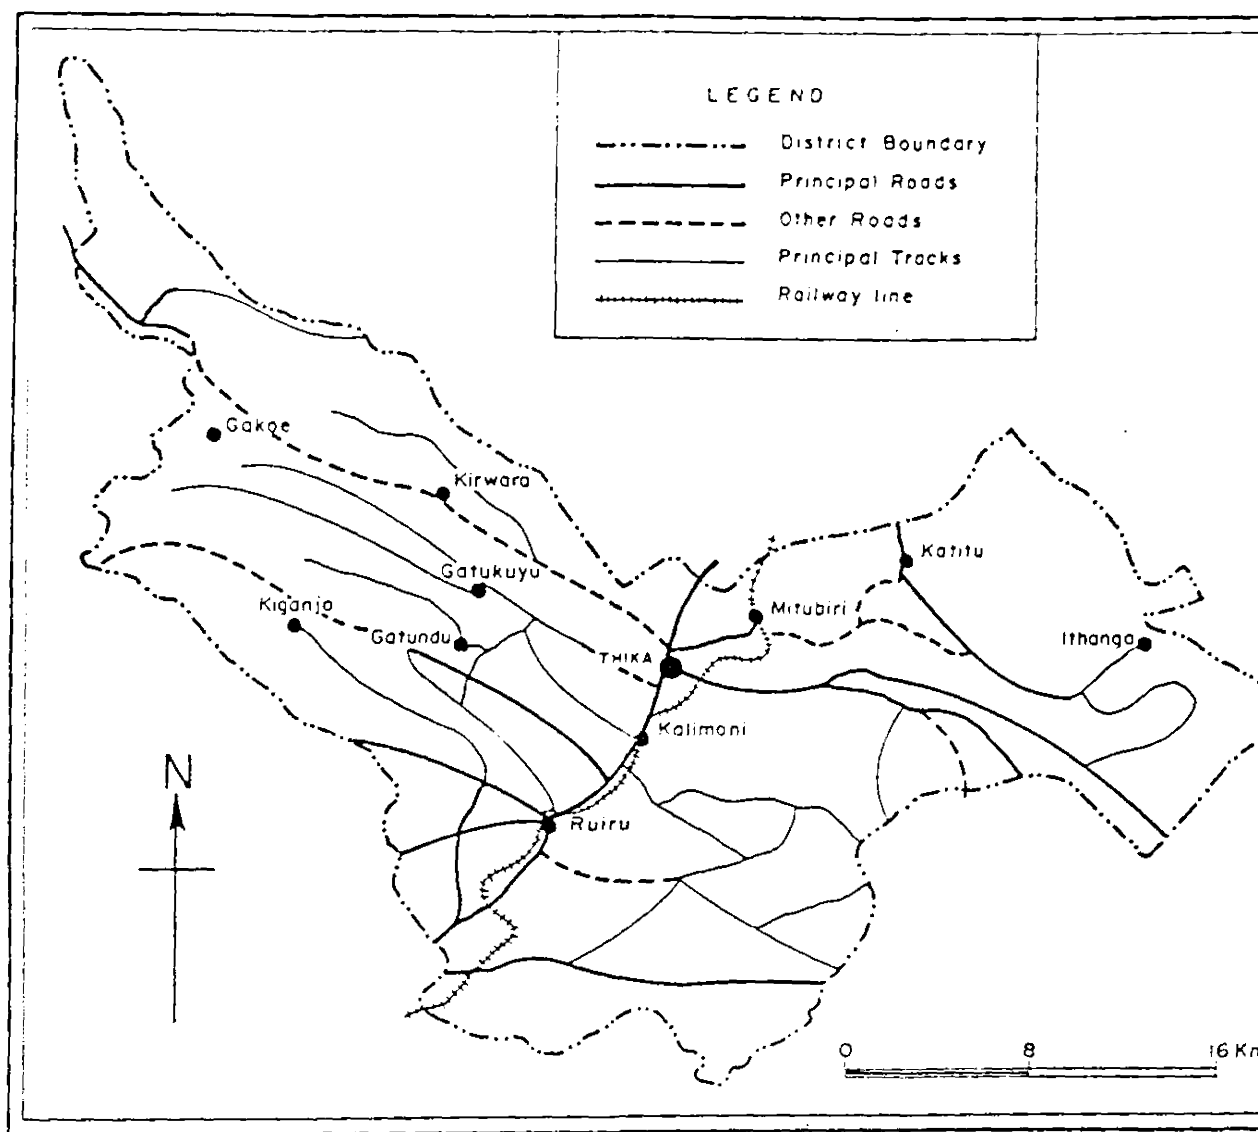 LEGEND
District Boundary
Principal Roads
Other Roads
Principal Tracks
Railway line
Gakoe
Kirwara
Katitu
Gatukuyu
Kiganjo
Mitubiri
Gatundu
Ithanga
THIKA
Kalimoni
N
Ruiru
0 8 16 Km